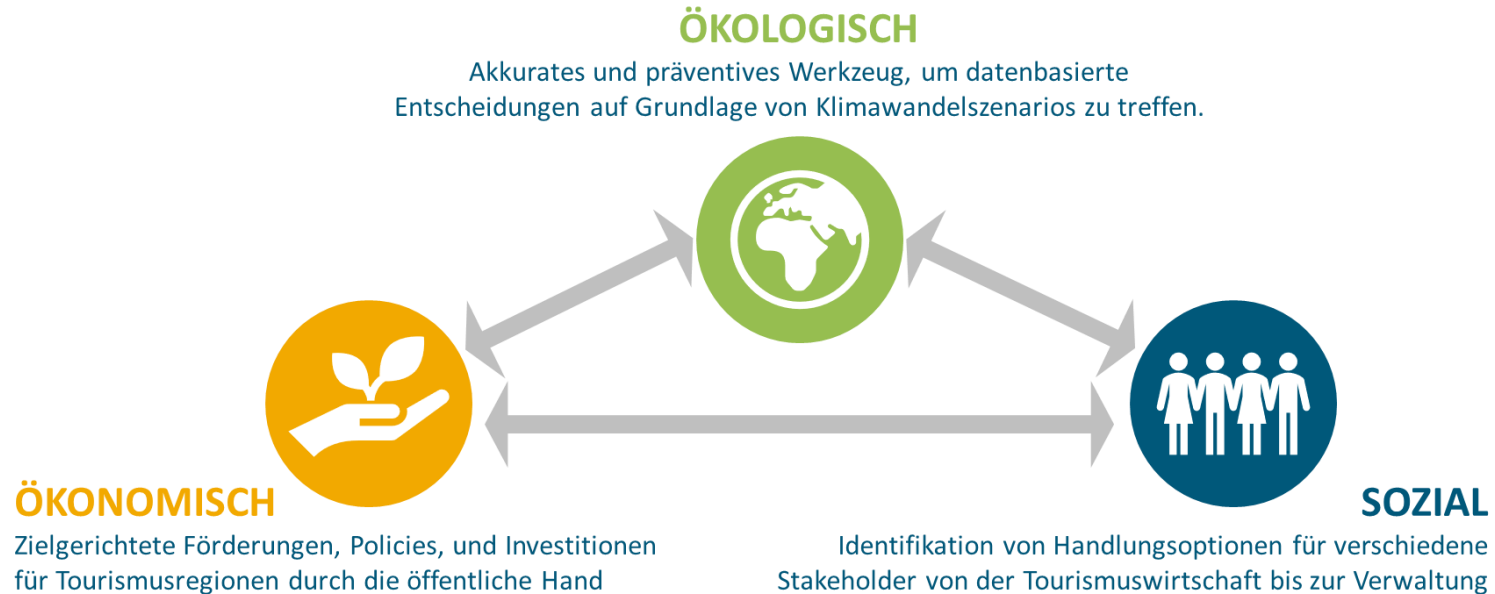 ÖKOLOGISCH
Akkurates und präventives Werkzeug, um datenbasierte
Entscheidungen auf Grundlage von Klimawandelszenarios zu treffen.
ÖKONOMISCH
Zielgerichtete Förderungen, Policies, und Investitionen
für Tourismusregionen durch die öffentliche Hand
SOZIAL
Identifikation von Handlungsoptionen für verschiedene
Stakeholder von der Tourismuswirtschaft bis zur Verwaltung